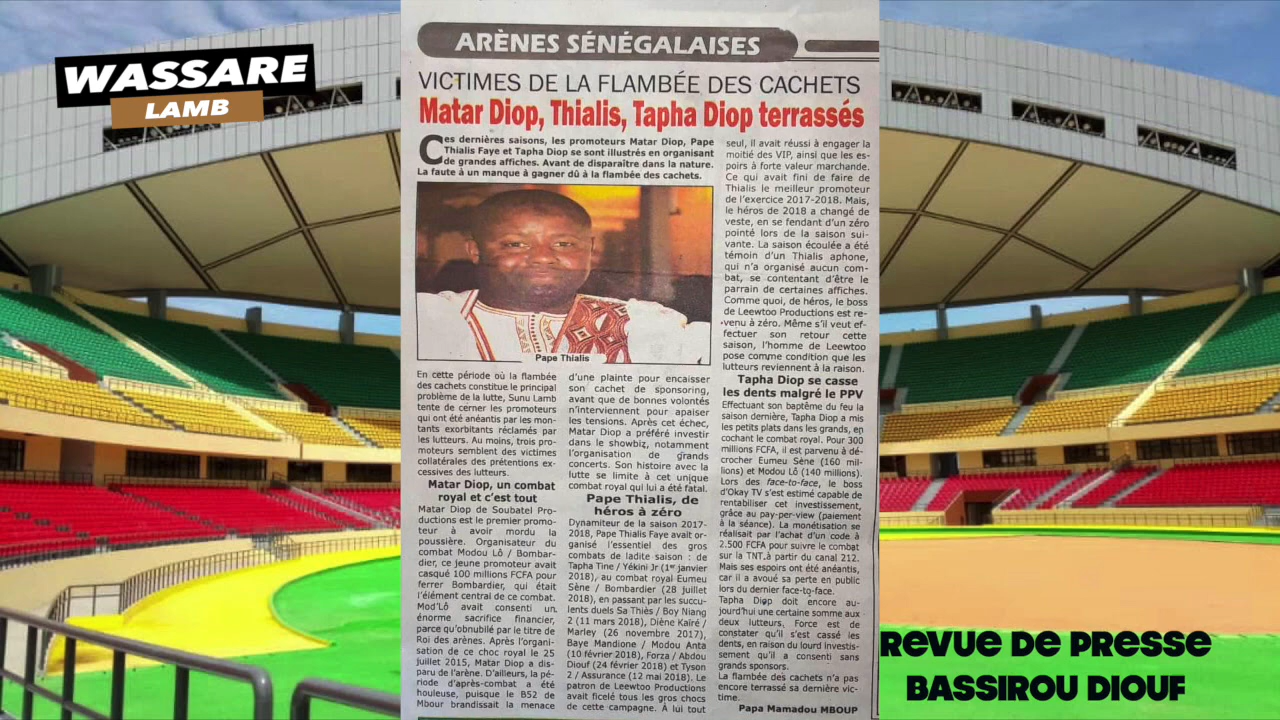 WASSARE
LAMB
ARÈNES SÉNÉGALAISES
VICTIMES DE LA FLAMBÉE DES CACHETS
Matar Diop, Thialis, Tapha Diop terrassés
Ces dernières saisons, les promoteurs Matar Diop, Pape
Thialis Faye et Tapha Diop se sont illustrés en organisant
de grandes affiches. Avant de disparaître dans la nature.
La faute à un manque à gagner dû à la flambée des cachets.
Pape Thialis
En cette période où la flambée
des cachets constitue le principal
problème de la lutte, Sunu Lamb
tente de cerner les promoteurs
qui ont été anéantis par les mon-
tants exorbitants réclamés par
les lutteurs. Au moins, trois pro-
moteurs semblent des victimes
collatérales des prétentions ex-
cessives des lutteurs.
Matar Diop, un combat
royal et c'est tout
Matar Diop de Soubatel Pro-
ductions est le premier promo-
teur à avoir mordu la
poussière. Organisateur du
combat Modou Lô / Bombar-
dier, ce jeune promoteur avait
casqué 100 millions FCFA pour
ferrer Bombardier, qui était
l'élément central de ce combat.
Mod'Lô avait consenti un
énorme sacrifice financier,
parce qu'obnubilé par le titre de
Roi des arènes. Après l'organi-
sation de ce choc royal le 25
juillet 2015, Matar Diop a dis-
paru de l'arène. D'ailleurs, la pé-
riode d'après-combat a été
houleuse, puisque le B52 de
Mbour brandissait la menace
d'une plainte pour encaisser
son cachet de sponsoring,
avant que de bonnes volontés
n'interviennent pour apaiser
les tensions. Après cet échec,
Matar Diop a préféré investir
dans le showbiz, notamment
l'organisation de grands
concerts. Son histoire avec la
lutte se limite à cet unique
combat royal qui lui a été fatal.
Pape Thialis, de
héros à zéro
Dynamiteur de la saison 2017-
2018, Pape Thialis Faye avait or-
ganisé l'essentiel des gros
combats de ladite saison : de
Tapha Tine / Yékini Jr (1er janvier
2018), au combat royal Eumeu
Sène / Bombardier (28 juillet
2018), en passant par les succu-
lents duels Sa Thiès / Boy Niang
2 (11 mars 2018), Diène Kaïré /
Marley (26 novembre 2017),
Baye Mandione / Modou Anta
(10 février 2018), Forza / Abdou
Diouf (24 février 2018) et Tyson
2 / Assurance (12 mai 2018). Le
patron de Leewtoo Productions
avait ficelé tous les gros chocs
de cette campagne. À lui tout
seul, il avait réussi à engager la
moitié des VIP, ainsi que les es-
poirs à forte valeur marchande.
Ce qui avait fini de faire de
Thialis le meilleur promoteur
de l'exercice 2017-2018. Mais,
le héros de 2018 a changé de
veste, en se fendant d'un zéro
pointé lors de la saison sui-
vante. La saison écoulée a été
témoin d'un Thialis aphone,
qui n'a organisé aucun com-
bat, se contentant d'être le
parrain de certaines affiches.
Comme quoi, de héros, le boss
de Leewtoo Productions est re-
venu à zéro. Même s'il veut ef-
fectuer son retour cette
saison, l'homme de Leewtoo
pose comme condition que les
lutteurs reviennent à la raison.
Tapha Diop se casse
les dents malgré le PPV
Effectuant son baptême du feu la
saison dernière, Tapha Diop a mis
les petits plats dans les grands, en
cochant le combat royal. Pour 300
millions FCFA, il est parvenu à dé-
crocher Eumeu Sène (160 mil-
lions) et Modou Lô (140 millions).
Lors des face-to-face, le boss
d'Okay TV s'est estimé capable de
rentabiliser cet investissement,
grâce au pay-per-view (paiement
à la séance). La monétisation se
réalisait par l'achat d'un code à
2.500 FCFA pour suivre le combat
sur la TNT à partir du canal 212.
Mais ses espoirs ont été anéantis,
car il a avoué sa perte en public
lors du dernier face-to-face.
Tapha Diop doit encore au-
jourd'hui une certaine somme aux
deux lutteurs. Force est de
constater qu'il s'est cassé les
dents, en raison du lourd investis-
sement qu'il a consenti sans
grands sponsors.
La flambée des cachets n'a pas
encore terrassé sa dernière vic-
time.
Papa Mamadou MBOUP
REVUE DE PRESSE
BASSIROU DIOUF